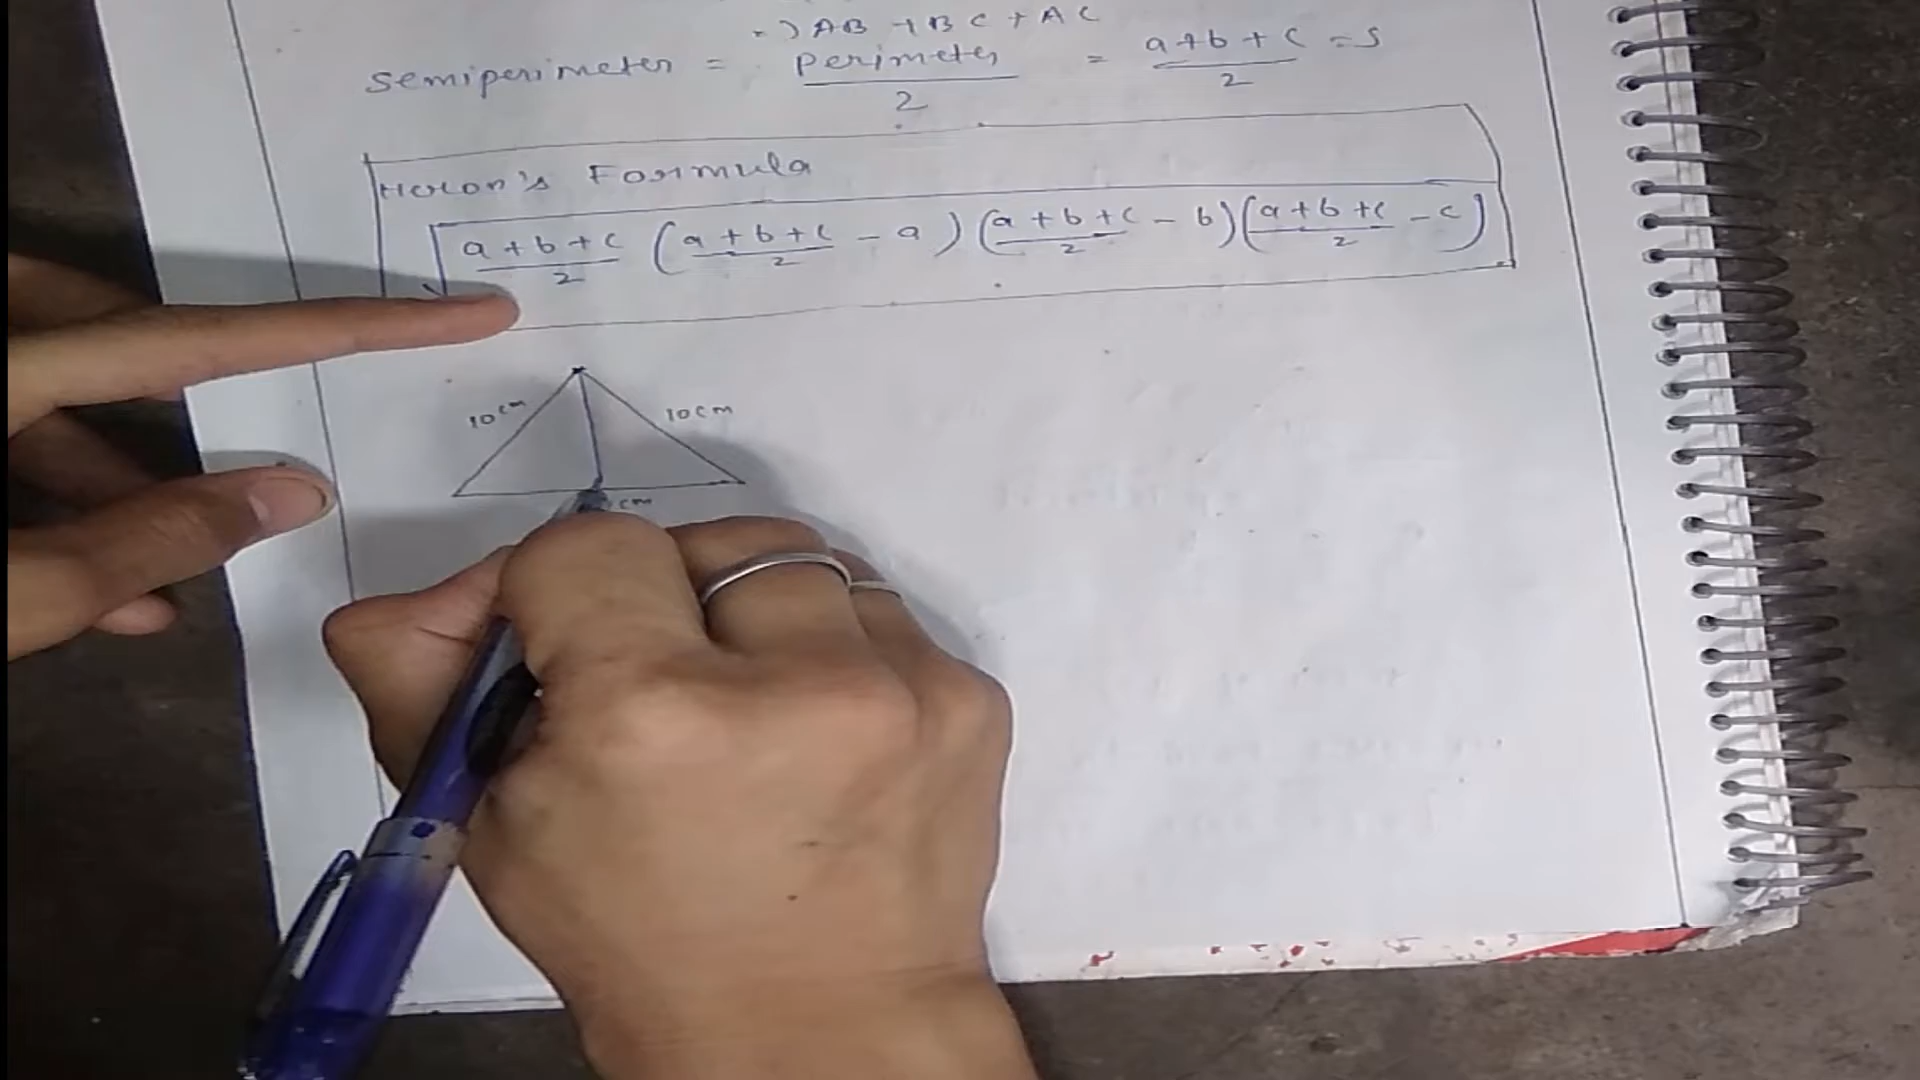 =) AB + BC + AC
Semiperimeter = perimeter / 2 = a+b+c / 2 = s
Heron's Formula
√ a+b+c / 2 (a+b+c / 2 - a) (a+b+c / 2 - b) (a+b+c / 2 - c)
10cm 10cm
cm